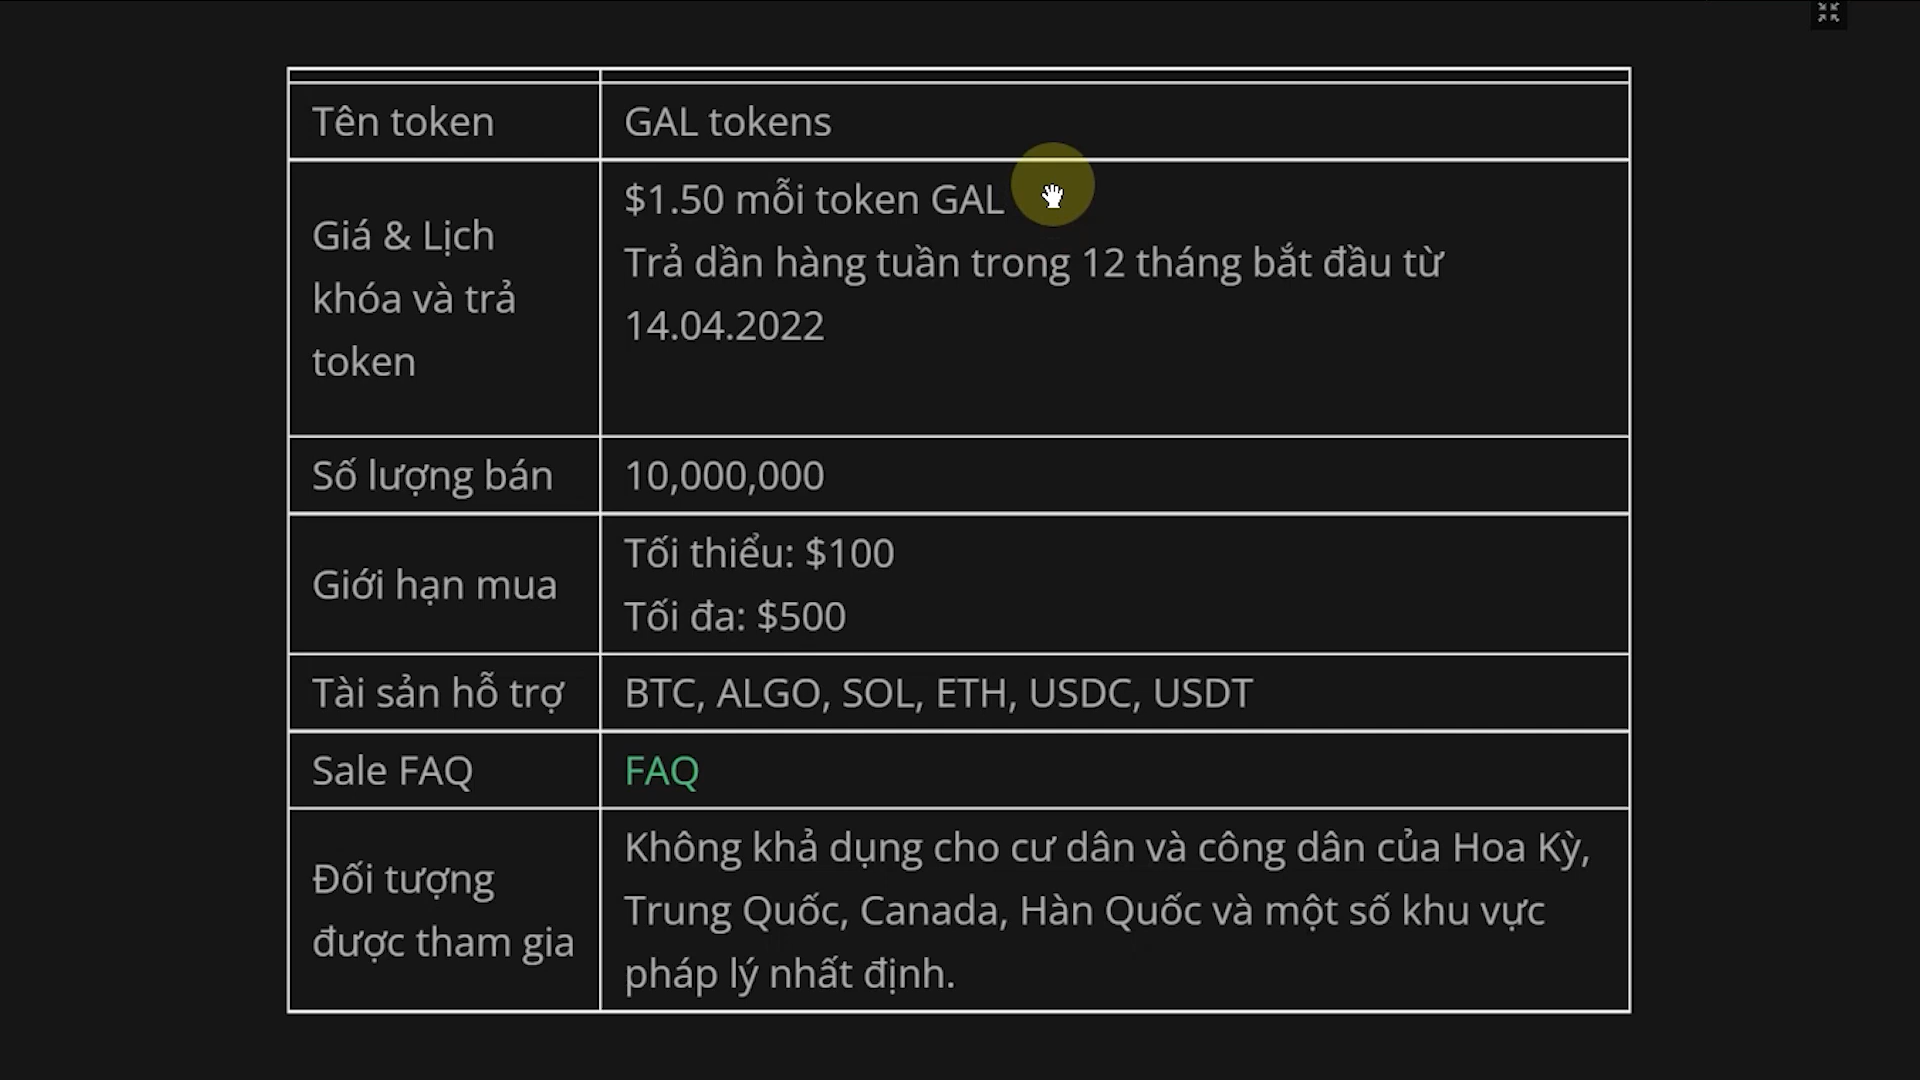 Tên token
GAL tokens
Giá & Lịch
khóa và trả
token
$1.50 mỗi token GAL
Trả dần hàng tuần trong 12 tháng bắt đầu từ
14.04.2022
Số lượng bán
10,000,000
Giới hạn mua
Tối thiểu: $100
Tối đa: $500
Tài sản hỗ trợ
BTC, ALGO, SOL, ETH, USDC, USDT
Sale FAQ
FAQ
Đối tượng
được tham gia
Không khả dụng cho cư dân và công dân của Hoa Kỳ,
Trung Quốc, Canada, Hàn Quốc và một số khu vực
pháp lý nhất định.